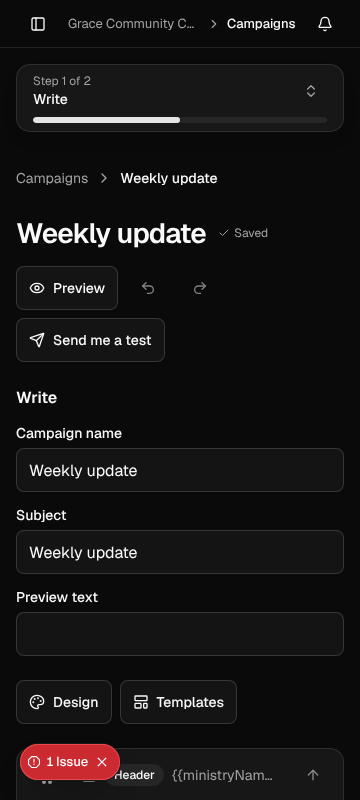 Grace Community C... > Campaigns
Step 1 of 2
Write
Campaigns > Weekly update
Weekly update ✓ Saved
Preview
Send me a test
Write
Campaign name
Weekly update
Subject
Weekly update
Preview text
Design Templates
1 Issue Header {{ministryNam...